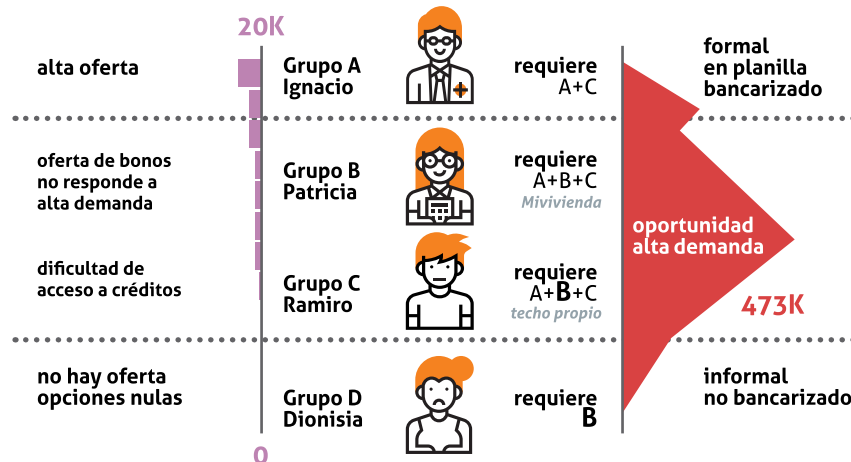 20K
alta oferta
Grupo A
Ignacio
requiere
A+C
formal
en planilla
bancarizado
oferta de bonos
no responde a
alta demanda
Grupo B
Patricia
requiere
A+B+C
Mivivienda
oportunidad
alta demanda
dificultad de
acceso a créditos
Grupo C
Ramiro
requiere
A+B+C
techo propio
473K
no hay oferta
opciones nulas
Grupo D
Dionisia
requiere
B
informal
no bancarizado
0